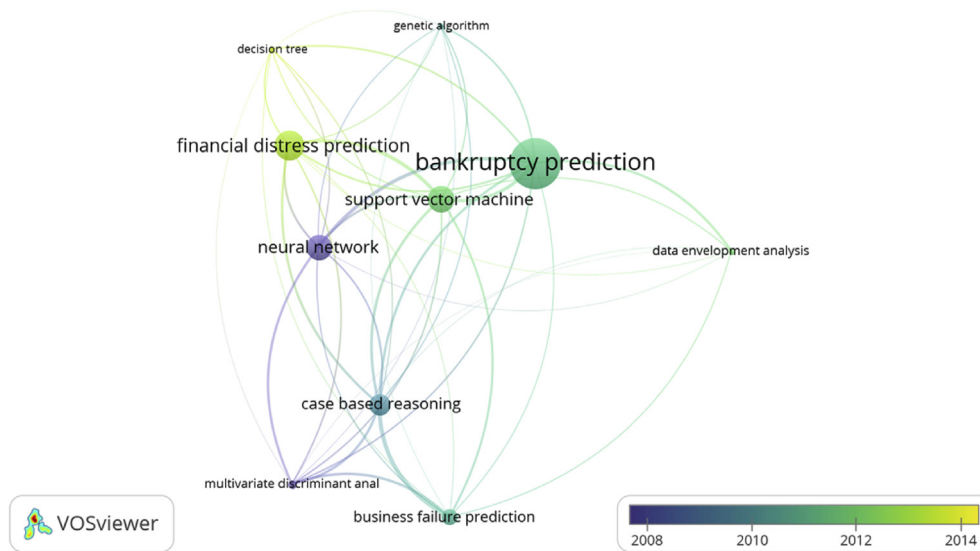 genetic algorithm
decision tree
financial distress prediction
bankruptcy prediction
support vector machine
neural network
data envelopment analysis
case based reasoning
multivariate discriminant anal
business failure prediction
VOSviewer
2008 2010 2012 2014